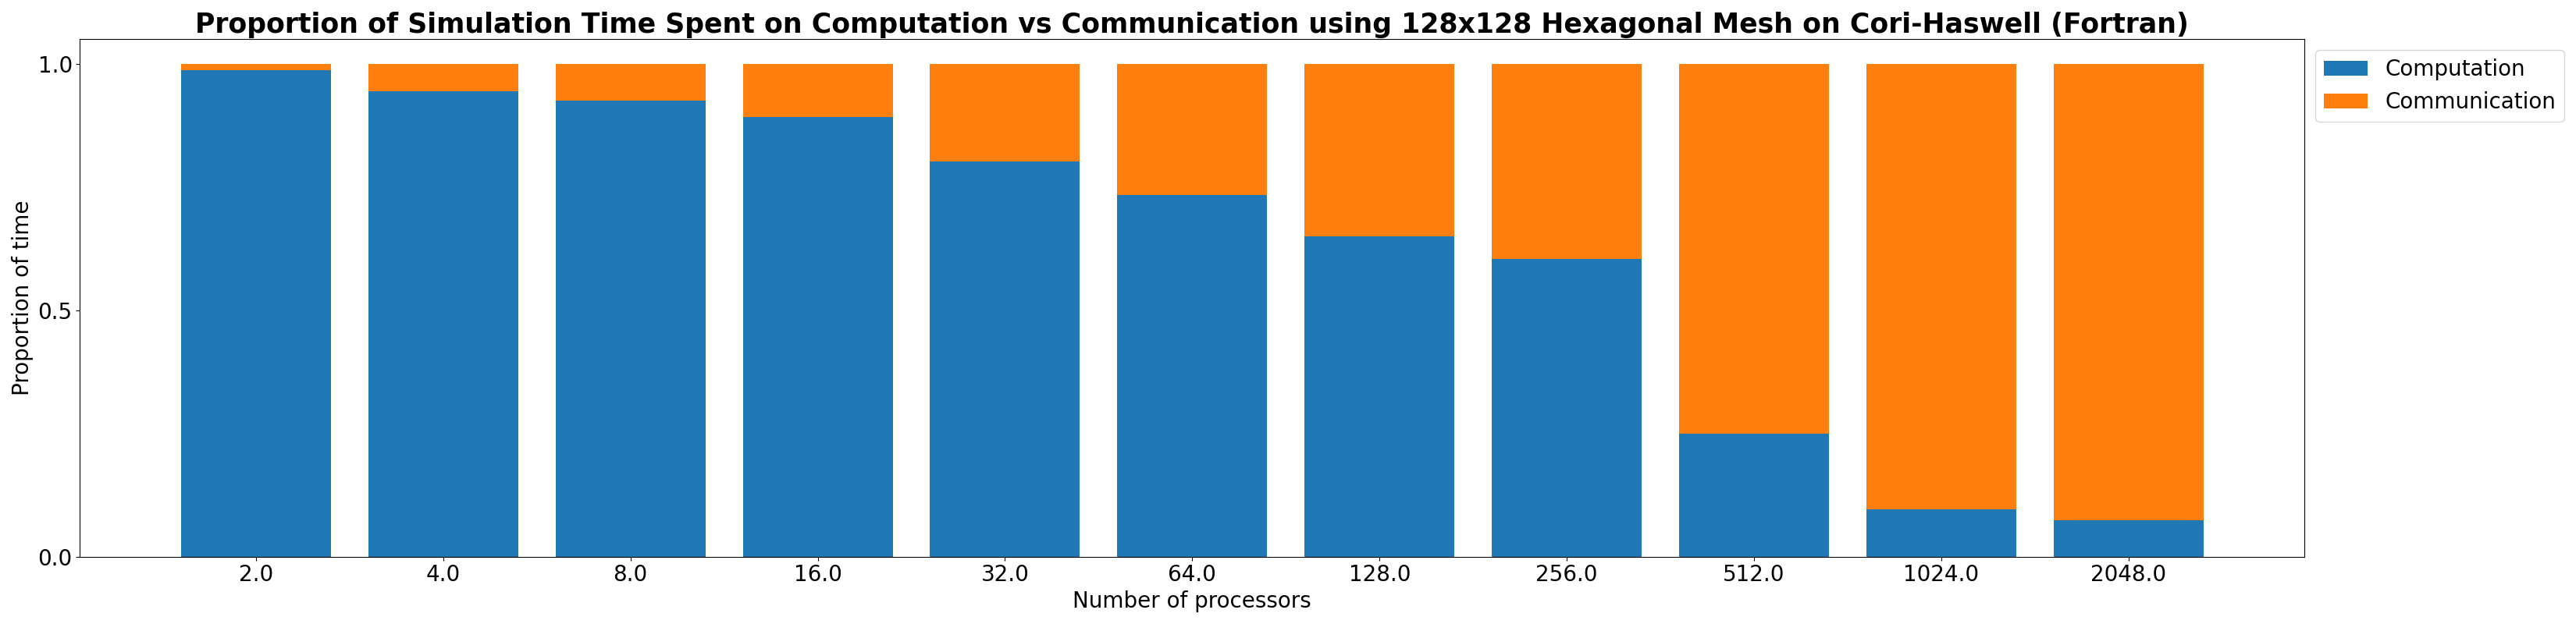 Proportion of Simulation Time Spent on Computation vs Communication using 128x128 Hexagonal Mesh on Cori-Haswell (Fortran)
Computation
Communication
Proportion of time
1.0
0.5
0.0
2.0 4.0 8.0 16.0 32.0 64.0 128.0 256.0 512.0 1024.0 2048.0
Number of processors